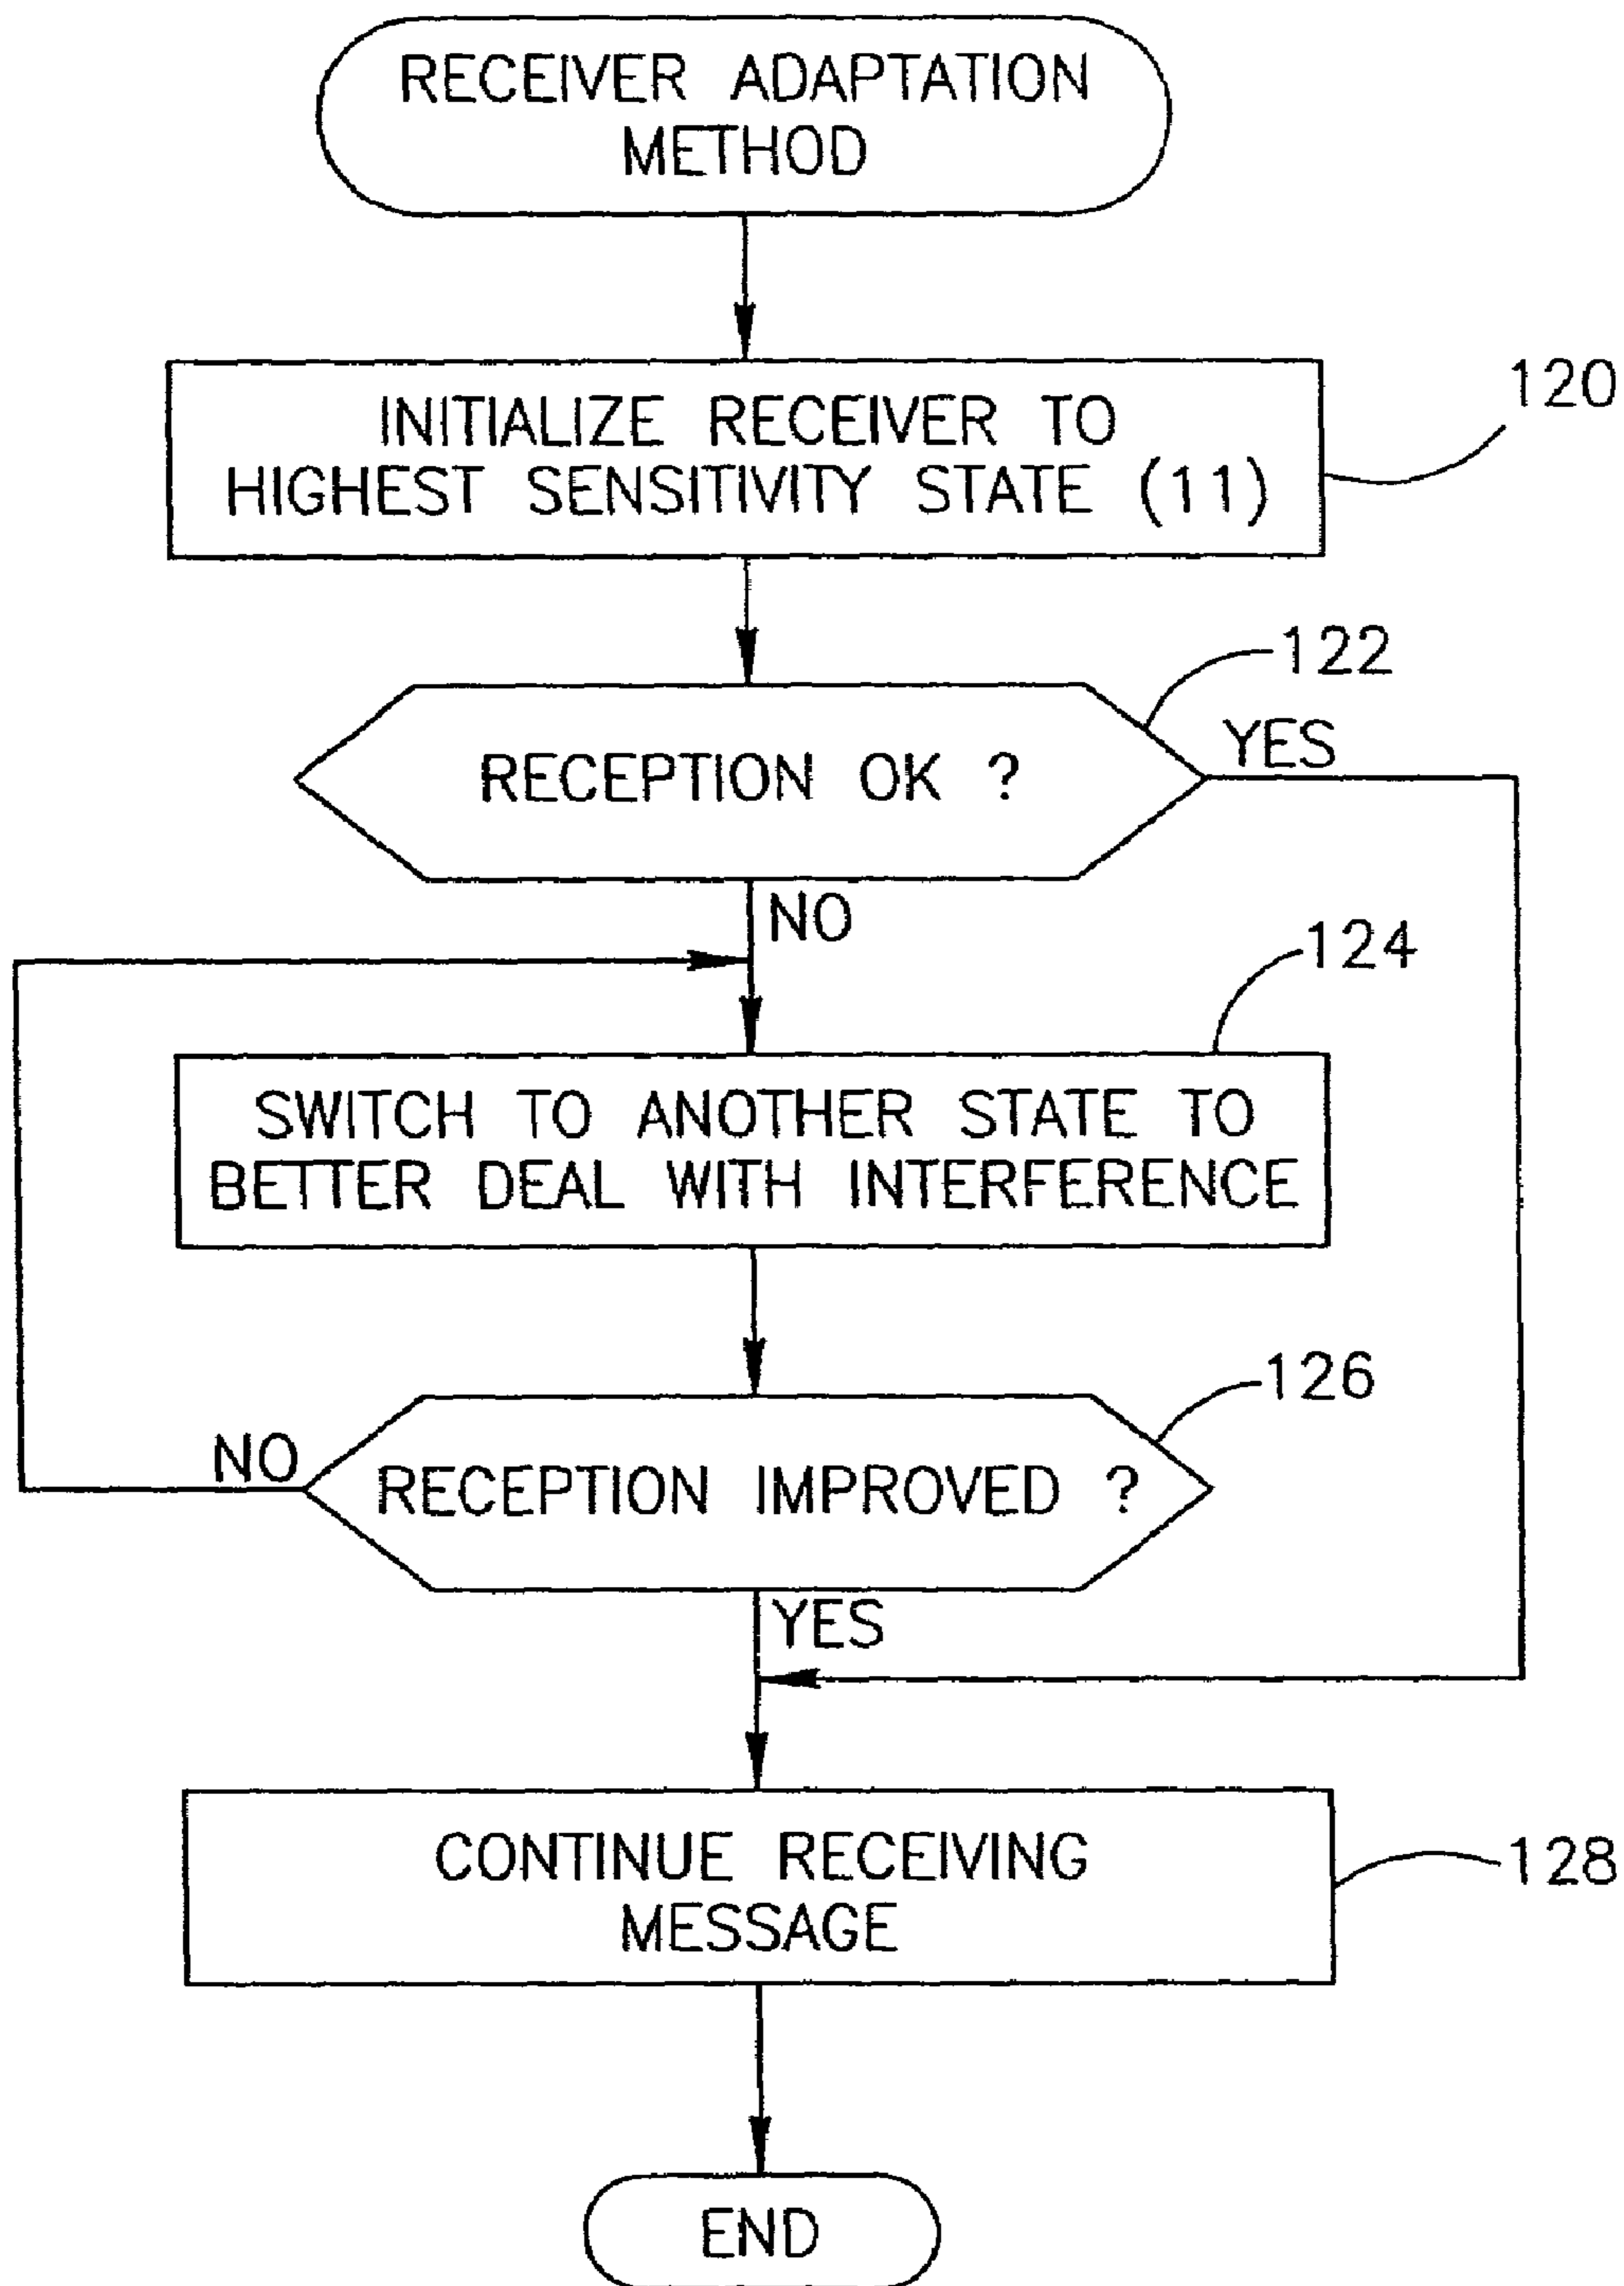 RECEIVER ADAPTATION
METHOD
INITIALIZE RECEIVER TO
HIGHEST SENSITIVITY STATE (11)
120
122
RECEPTION OK ?
YES
NO
124
SWITCH TO ANOTHER STATE TO
BETTER DEAL WITH INTERFERENCE
126
NO
RECEPTION IMPROVED ?
YES
CONTINUE RECEIVING
MESSAGE
128
END